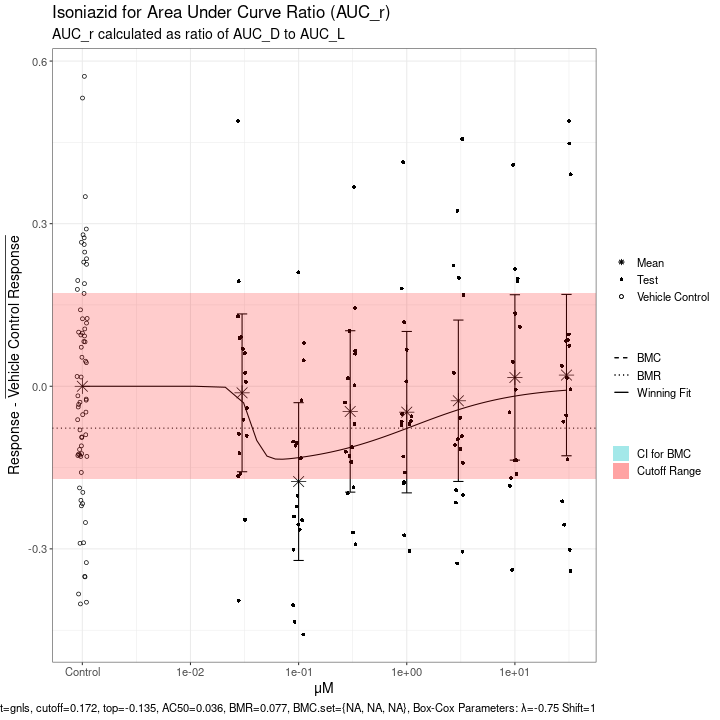 Isoniazid for Area Under Curve Ratio (AUC_r)
AUC_r calculated as ratio of AUC_D to AUC_L
Response - Vehicle Control Response
0.6
0.3
0.0
-0.3
Control
1e-02
1e-01
1e+00
1e+01
μM
Mean
Test
Vehicle Control
BMC
BMR
Winning Fit
CI for BMC
Cutoff Range
t=gnls, cutoff=0.172, top=-0.135, AC50=0.036, BMR=0.077, BMC.set={NA, NA, NA}, Box-Cox Parameters: λ=-0.75 Shift=1